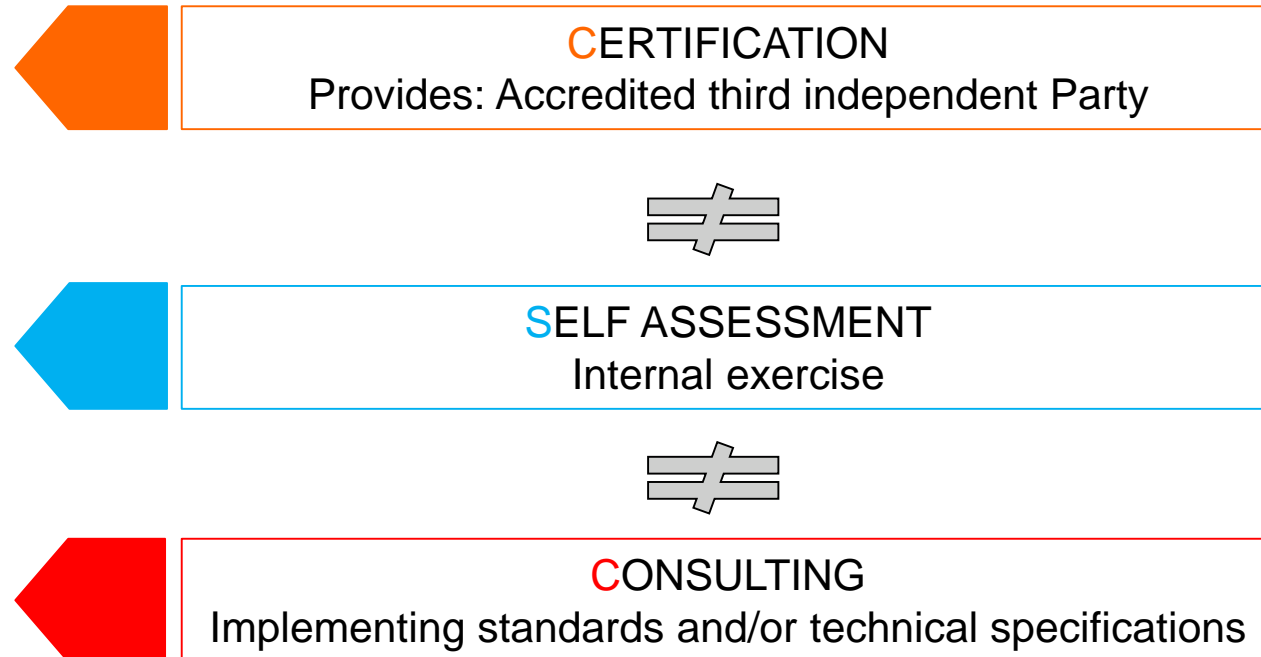 CERTIFICATION
Provides: Accredited third independent Party
SELF ASSESSMENT
Internal exercise
CONSULTING
Implementing standards and/or technical specifications